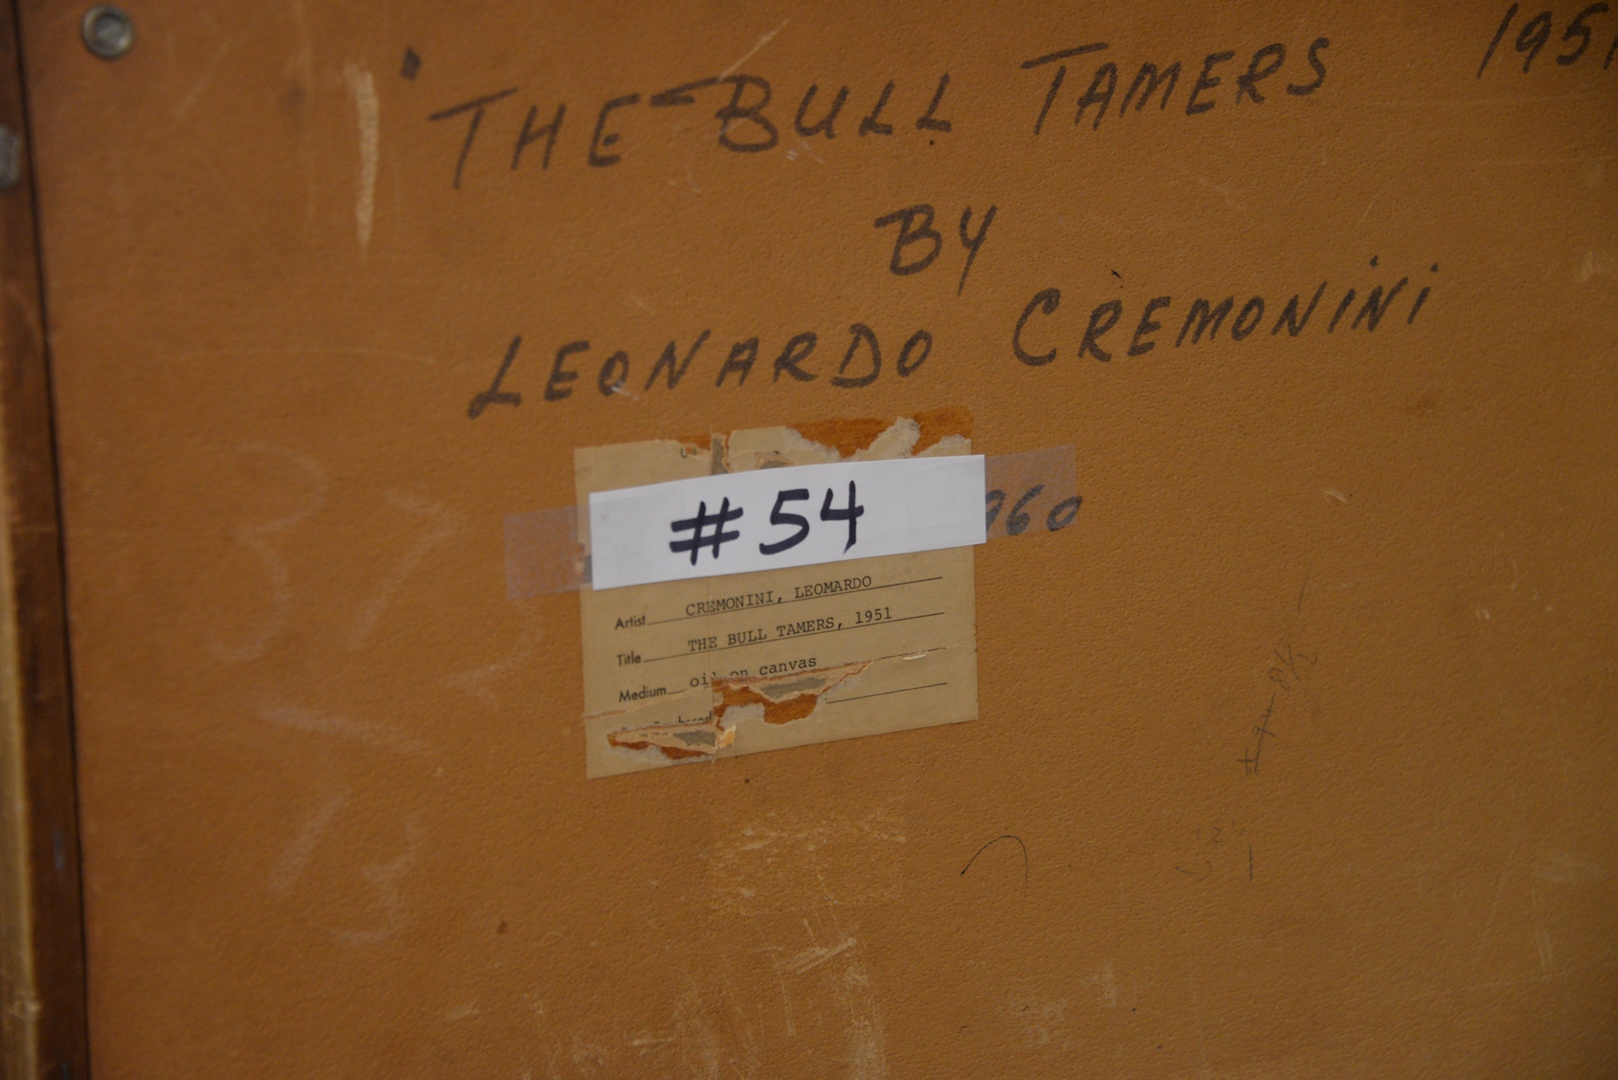 "THE BULL TAMERS 1951
BY
LEONARDO CREMONINI
#54
960
Artist CREMONINI, LEOMARDO
Title THE BULL TAMERS, 1951
Medium oil on canvas